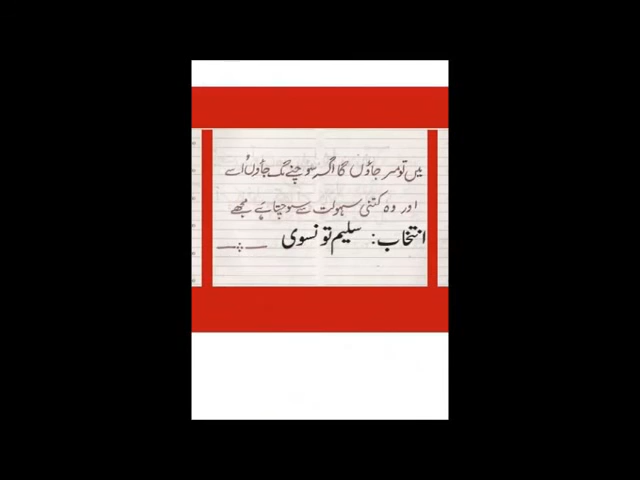 میں تو مر جاؤں گا اگر سوچنے لگ جاؤں اُسے
اور وہ کتنی سہولت سے سوچتا ہے مجھے
انتخاب: سلیم تونسوی